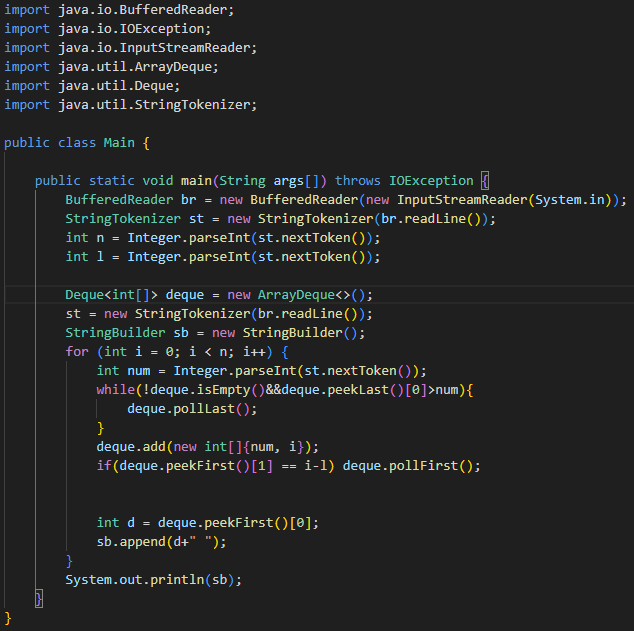 import java.io.BufferedReader;
import java.io.IOException;
import java.io.InputStreamReader;
import java.util.ArrayDeque;
import java.util.Deque;
import java.util.StringTokenizer;
public class Main {
public static void main(String args[]) throws IOException {
BufferedReader br = new BufferedReader(new InputStreamReader(System.in));
StringTokenizer st = new StringTokenizer(br.readLine());
int n = Integer.parseInt(st.nextToken());
int l = Integer.parseInt(st.nextToken());
Deque<int[]> deque = new ArrayDeque<>();
st = new StringTokenizer(br.readLine());
StringBuilder sb = new StringBuilder();
for (int i = 0; i < n; i++) {
int num = Integer.parseInt(st.nextToken());
while(!deque.isEmpty()&&deque.peekLast()[0]>num){
deque.pollLast();
}
deque.add(new int[]{num, i});
if(deque.peekFirst()[1] == i-l) deque.pollFirst();
int d = deque.peekFirst()[0];
sb.append(d+" ");
}
System.out.println(sb);
}
}